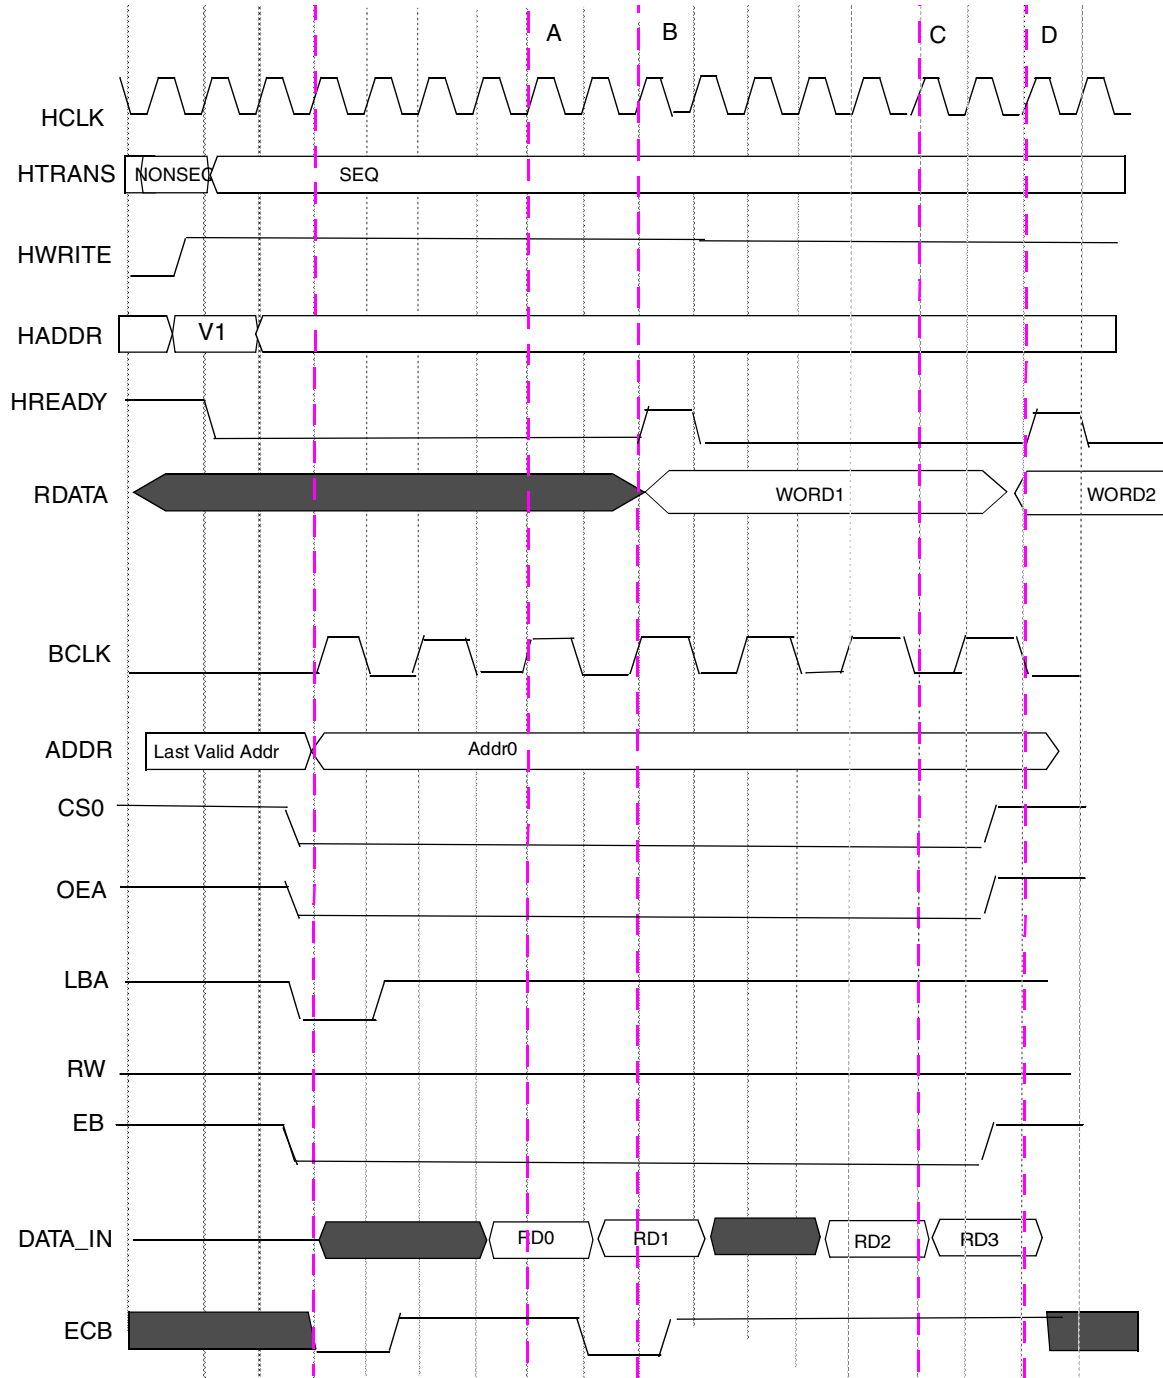 A B C D
HCLK
HTRANS NONSEQ SEQ
HWRITE
HADDR V1
HREADY
RDATA WORD1 WORD2
BCLK
ADDR Last Valid Addr Addr0
CS0
OEA
LBA
RW
EB
DATA_IN RD0 RD1 RD2 RD3
ECB